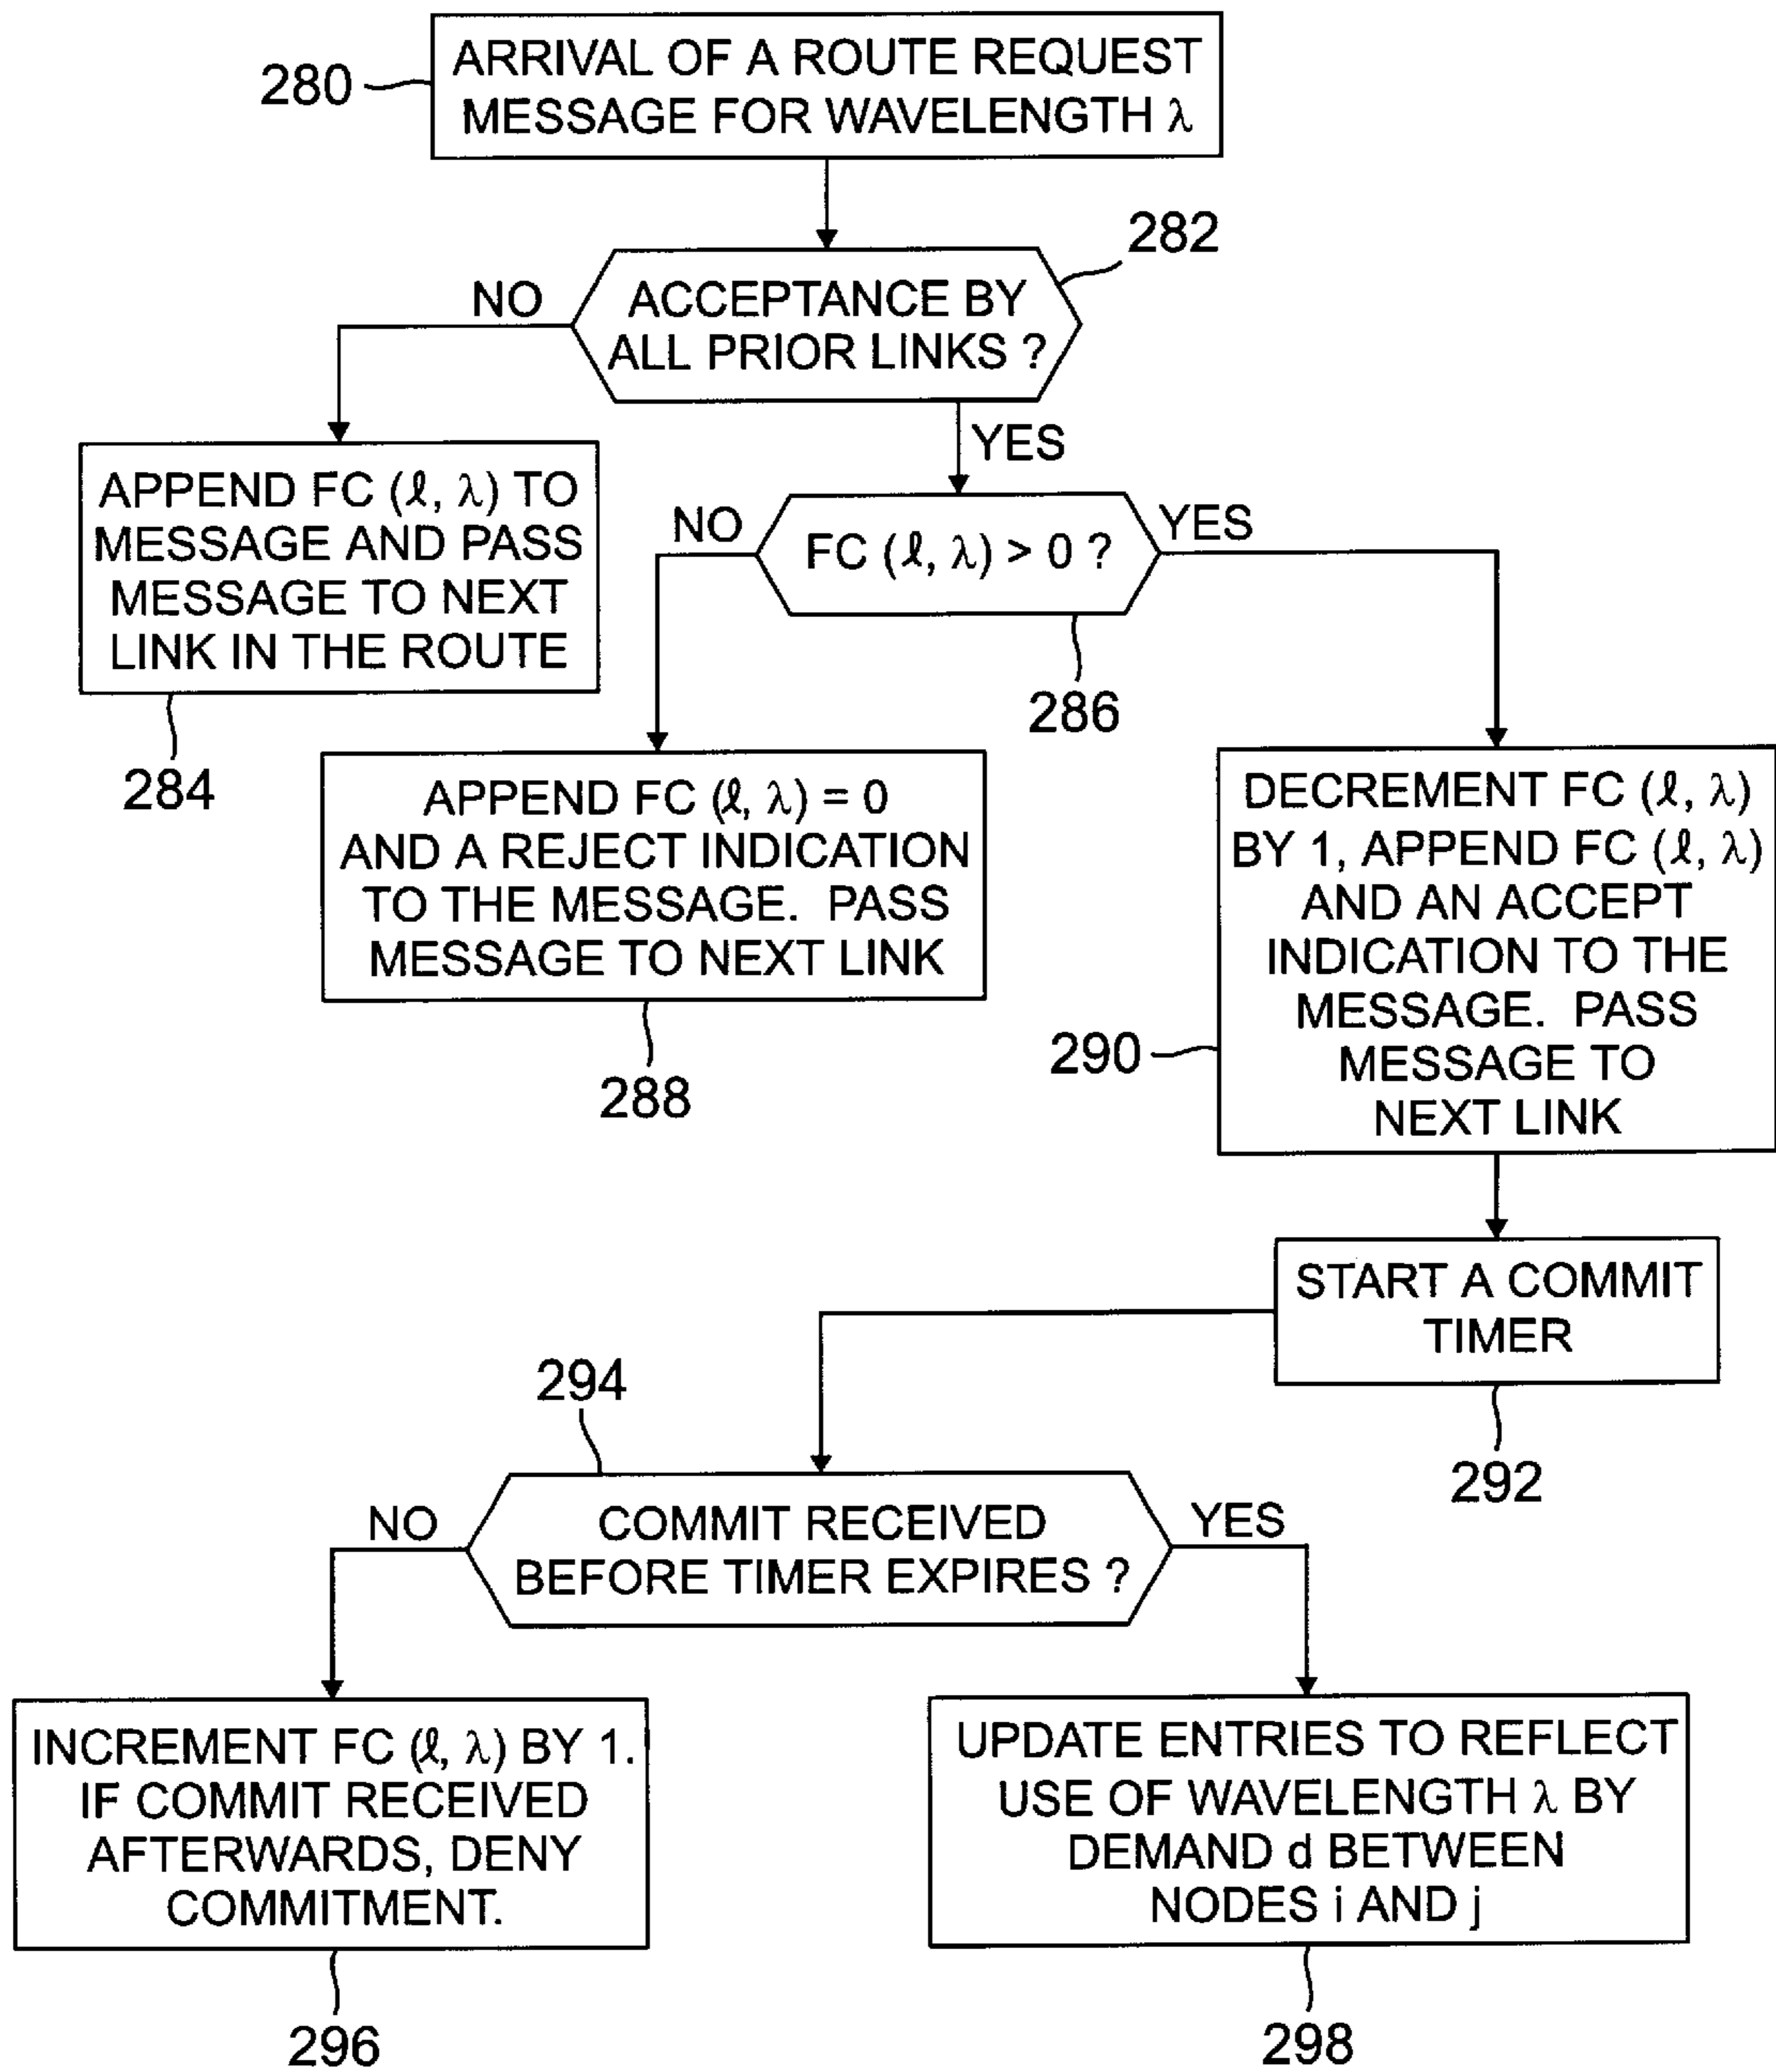 ARRIVAL OF A ROUTE REQUEST
MESSAGE FOR WAVELENGTH λ
280
282
NO
ACCEPTANCE BY
ALL PRIOR LINKS ?
YES
APPEND FC (ℓ, λ) TO
MESSAGE AND PASS
MESSAGE TO NEXT
LINK IN THE ROUTE
284
NO
FC (ℓ, λ) > 0 ?
YES
286
APPEND FC (ℓ, λ) = 0
AND A REJECT INDICATION
TO THE MESSAGE. PASS
MESSAGE TO NEXT LINK
288
DECREMENT FC (ℓ, λ)
BY 1, APPEND FC (ℓ, λ)
AND AN ACCEPT
INDICATION TO THE
MESSAGE. PASS
MESSAGE TO
NEXT LINK
290
START A COMMIT
TIMER
292
294
NO
COMMIT RECEIVED
BEFORE TIMER EXPIRES ?
YES
INCREMENT FC (ℓ, λ) BY 1.
IF COMMIT RECEIVED
AFTERWARDS, DENY
COMMITMENT.
296
UPDATE ENTRIES TO REFLECT
USE OF WAVELENGTH λ BY
DEMAND d BETWEEN
NODES i AND j
298